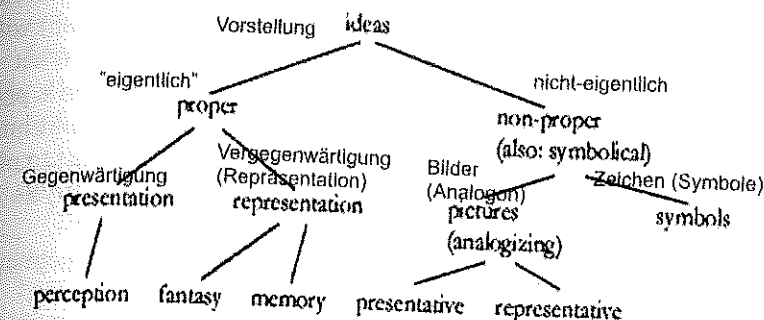 Vorstellung ideas
"eigentlich" nicht-eigentlich
proper non-proper
(also: symbolical)
Gegenwärtigung Vergegenwärtigung Bilder Zeichen (Symbole)
(Repräsentation) (Analogon)
presentation representation pictures symbols
(analogizing)
perception fantasy memory presentative representative